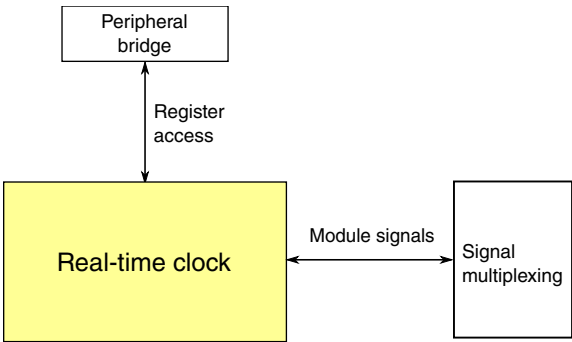 Peripheral
bridge
Register
access
Real-time clock
Module signals
Signal
multiplexing